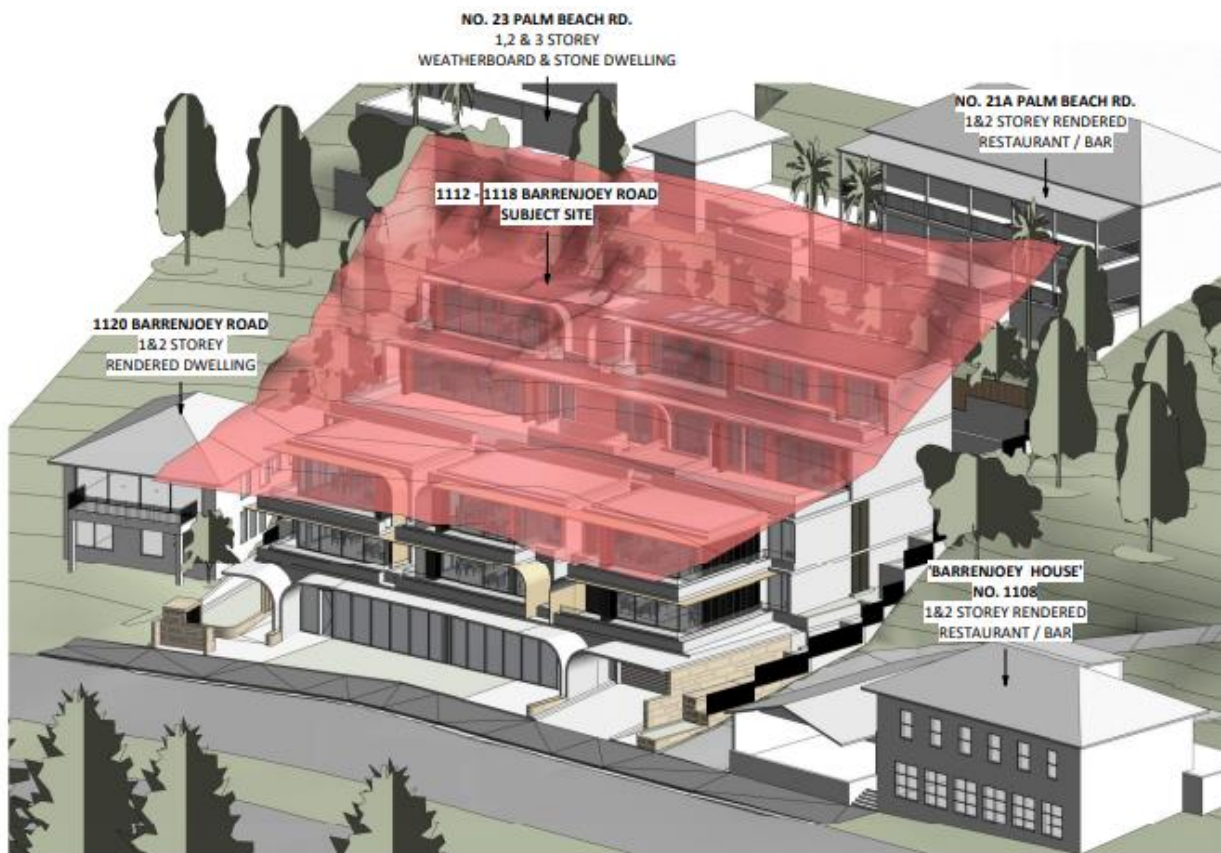 NO. 23 PALM BEACH RD.
1,2 & 3 STOREY
WEATHERBOARD & STONE DWELLING
NO. 21A PALM BEACH RD.
1&2 STOREY RENDERED
RESTAURANT / BAR
1112 - 1118 BARRENJOEY ROAD
SUBJECT SITE
1120 BARRENJOEY ROAD
1&2 STOREY
RENDERED DWELLING
'BARRENJOEY HOUSE'
NO. 1108
1&2 STOREY RENDERED
RESTAURANT / BAR